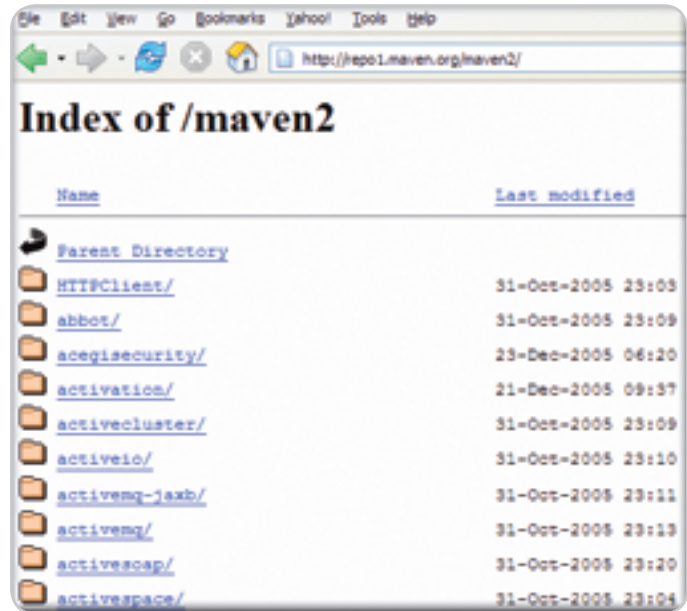 File Edit View Go Bookmarks Yahoo! Tools Help
http://repo1.maven.org/maven2/
Index of /maven2
Name Last modified
Parent Directory
HTTPClient/ 31-Oct-2005 23:03
abbot/ 31-Oct-2005 23:09
acegisecurity/ 23-Dec-2005 06:20
activation/ 21-Dec-2005 09:37
activecluster/ 31-Oct-2005 23:09
activeio/ 31-Oct-2005 23:10
activemq-jaxb/ 31-Oct-2005 23:11
activemq/ 31-Oct-2005 23:13
activesoap/ 31-Oct-2005 23:20
activespace/ 31-Oct-2005 23:04